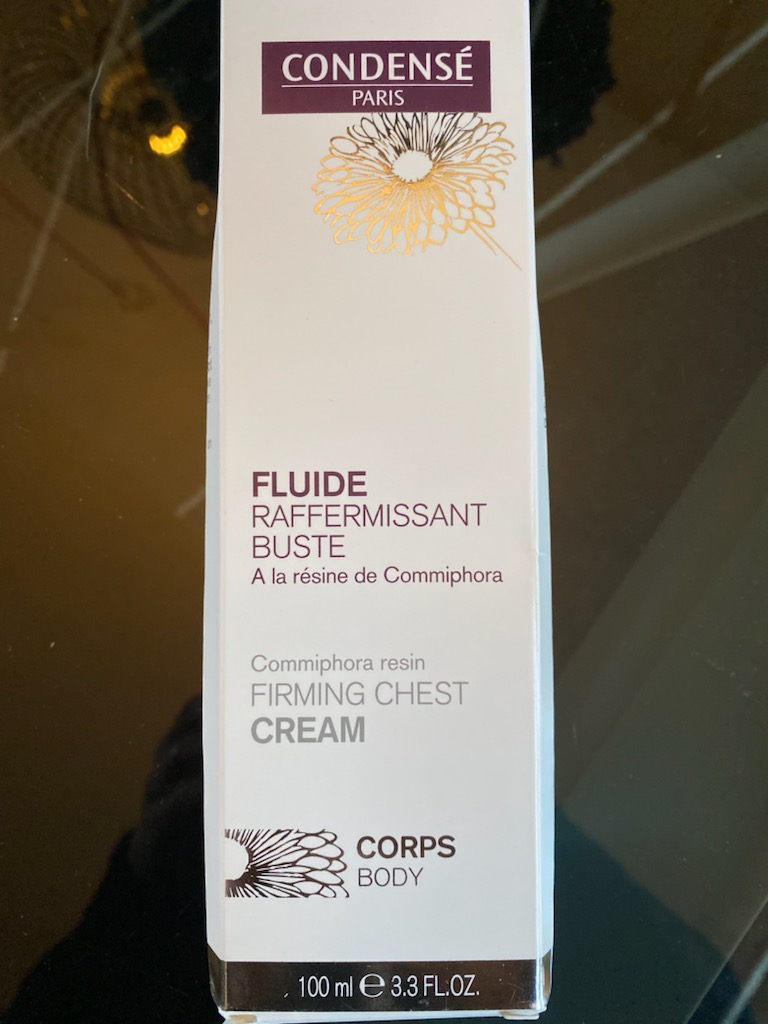 CONDENSÉ
PARIS
FLUIDE
RAFFERMISSANT
BUSTE
A la résine de Commiphora
Commiphora resin
FIRMING CHEST
CREAM
CORPS
BODY
100 ml ℮ 3.3 FL.OZ.